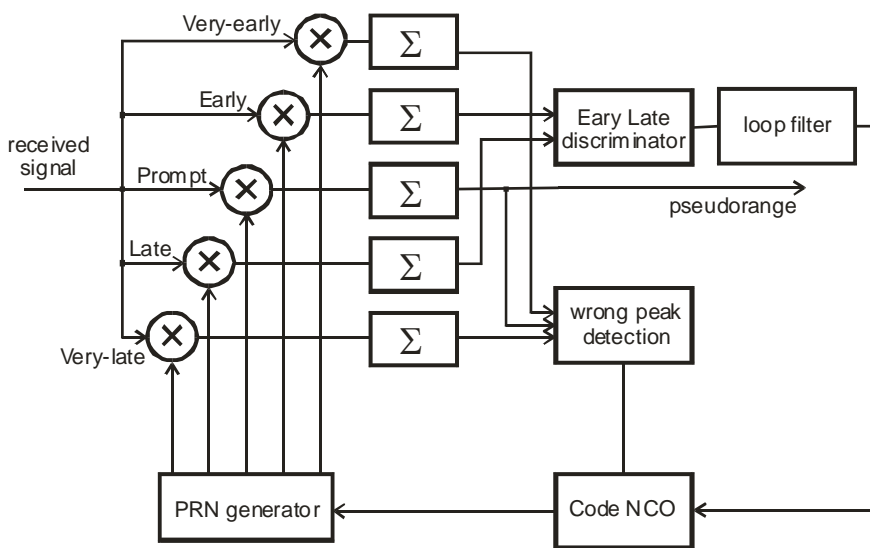 Very-early
Σ
Early
Σ
Eary Late
discriminator
loop filter
received
signal
Prompt
Σ
pseudorange
Late
Σ
Very-late
Σ
wrong peak
detection
PRN generator
Code NCO